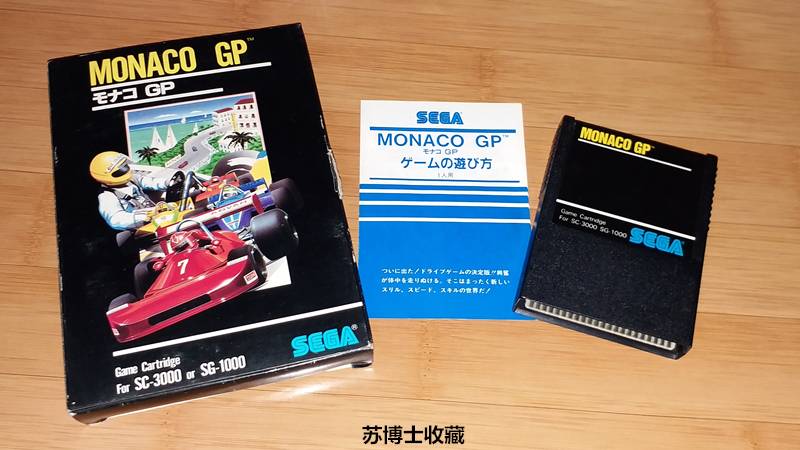 MONACO GP™
モナコ GP
7
SEGA®
Game Cartridge
For SC-3000 or SG-1000
SEGA
MONACO GP™
モナコ GP
ゲームの遊び方
1人用
ついに出た!ドライブゲームの決定版!!興奮
が体中を走りぬける。そこはまったく新しい
スリル、スピード、スキルの世界だ!
MONACO GP™
Game Cartridge
For SC-3000 SG-1000
SEGA
苏博士收藏